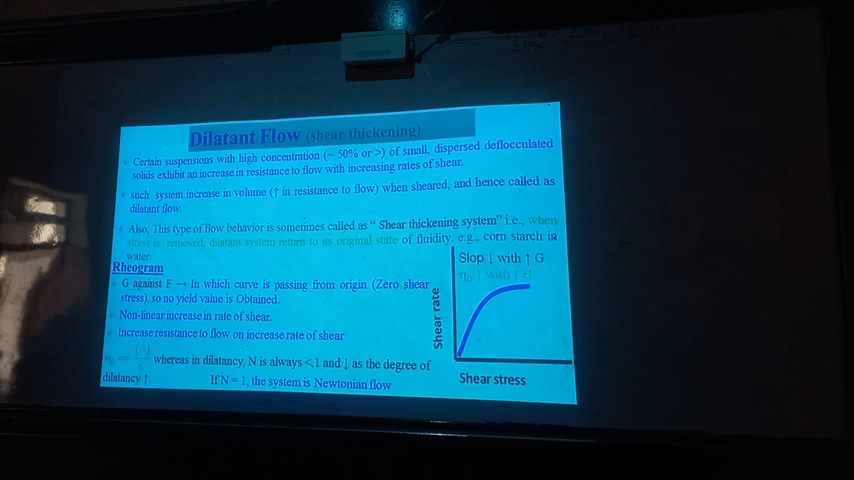 Dilatant Flow (shear thickening)
Certain suspensions with high concentration (~ 50% or >) of small, dispersed deflocculated
solids exhibit an increase in resistance to flow with increasing rates of shear.
such system increase in volume (↑ in resistance to flow) when sheared, and hence called as
dilatant flow.
Also, This type of flow behavior is sometimes called as “ Shear thickening system” i.e., when
stress is removed, dilatant system return to its original state of fluidity, e.g., corn starch in
water.
Rheogram
G against F → In which curve is passing from origin (Zero shear
stress), so no yield value is Obtained.
Non-linear increase in rate of shear.
Increase resistance to flow on increase rate of shear
whereas in dilatancy, N is always < 1 and ↓ as the degree of
dilatancy ↑.
If N = 1, the system is Newtonian flow
Slop ↓ with ↑ G
η₀ ↑ with ↑ G
Shear rate
Shear stress